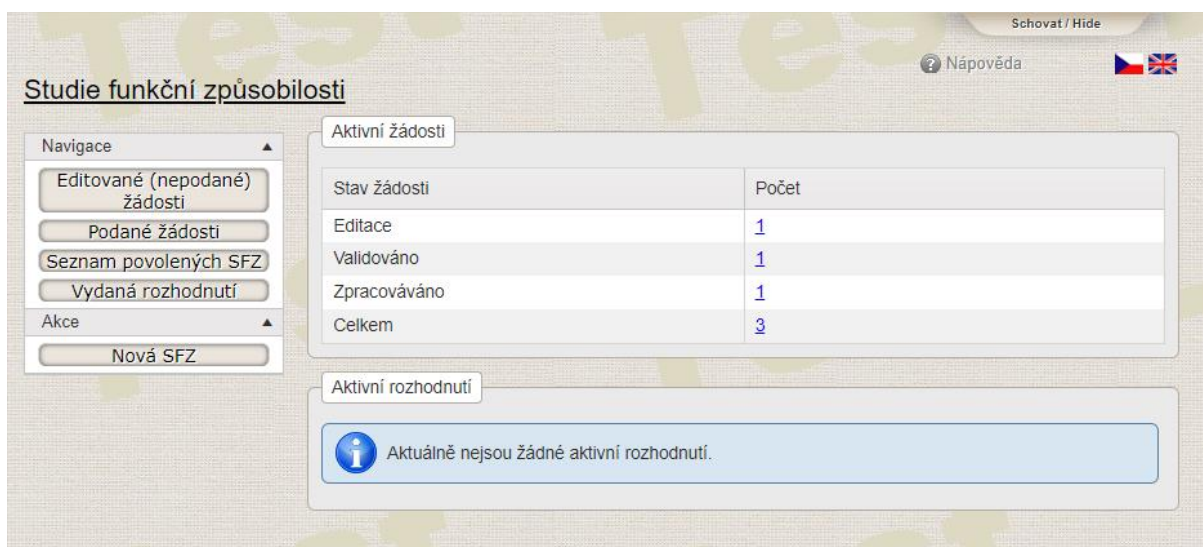 Schovat / Hide
Nápověda
Studie funkční způsobilosti
Navigace
Editované (nepodané)
žádosti
Podané žádosti
Seznam povolených SFZ
Vydaná rozhodnutí
Akce
Nová SFZ
Aktivní žádosti
Stav žádosti Počet
Editace 1
Validováno 1
Zpracováváno 1
Celkem 3
Aktivní rozhodnutí
Aktuálně nejsou žádné aktivní rozhodnutí.
Test